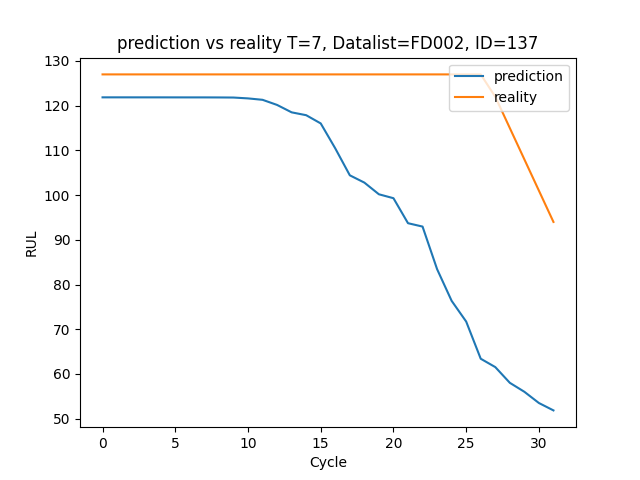 prediction vs reality T=7, Datalist=FD002, ID=137
prediction
reality
130
120
110
100
90
80
70
60
50
RUL
0 5 10 15 20 25 30
Cycle